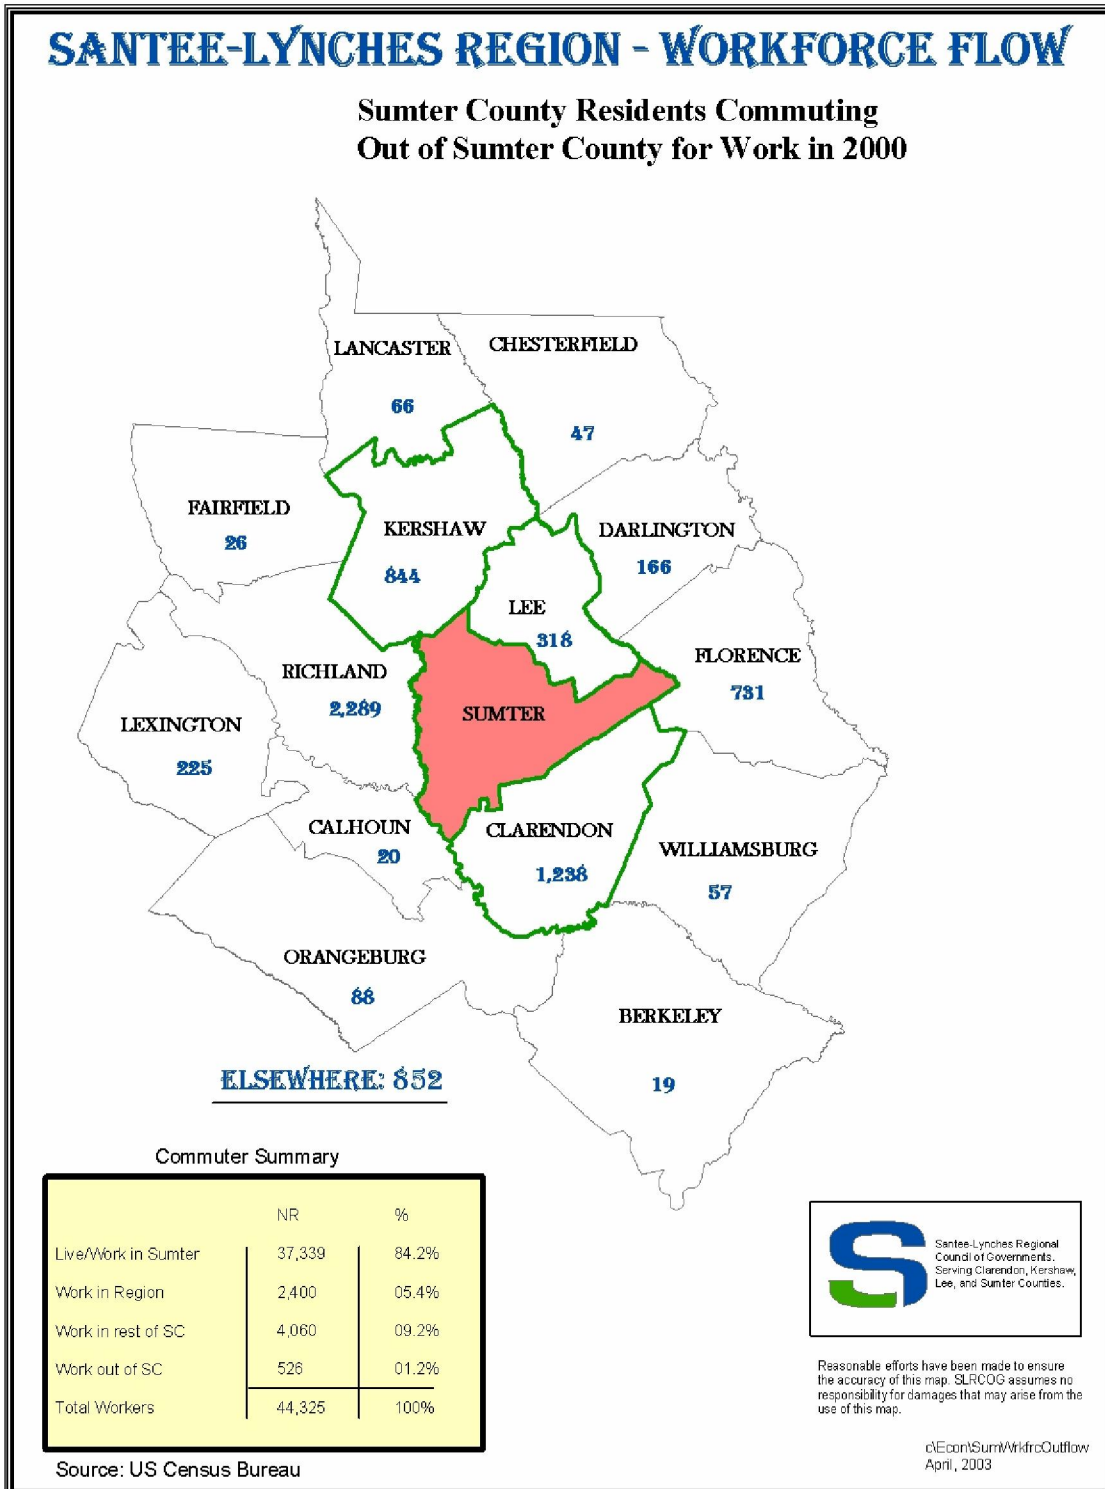 SANTEE-LYNCHES REGION - WORKFORCE FLOW
Sumter County Residents Commuting
Out of Sumter County for Work in 2000
LANCASTER
66
CHESTERFIELD
47
FAIRFIELD
26
KERSHAW
844
DARLINGTON
166
LEE
318
FLORENCE
731
RICHLAND
2,289
SUMTER
LEXINGTON
225
CALHOUN
20
CLARENDON
1,238
WILLIAMSBURG
57
ORANGEBURG
88
BERKELEY
19
ELSEWHERE: 852
Commuter Summary
NR %
Live/Work in Sumter 37,339 84.2%
Work in Region 2,400 05.4%
Work in rest of SC 4,060 09.2%
Work out of SC 526 01.2%
Total Workers 44,325 100%
Source: US Census Bureau
S
Santee-Lynches Regional
Council of Governments.
Serving Clarendon, Kershaw,
Lee, and Sumter Counties.
Reasonable efforts have been made to ensure
the accuracy of this map. SLRCOG assumes no
responsibility for damages that may arise from the
use of this map.
c\Econ\SumWrkfrcOutflow
April, 2003